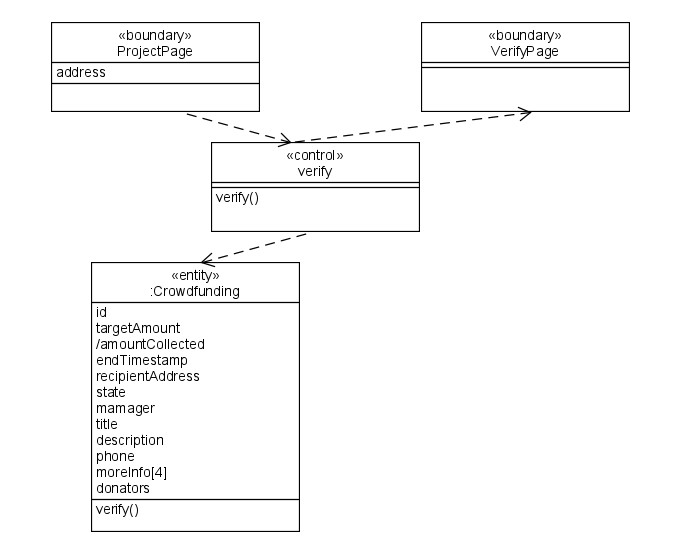 «boundary»
ProjectPage
address
«boundary»
VerifyPage
«control»
verify
verify()
«entity»
:Crowdfunding
id
targetAmount
/amountCollected
endTimestamp
recipientAddress
state
mamager
title
description
phone
moreInfo[4]
donators
verify()